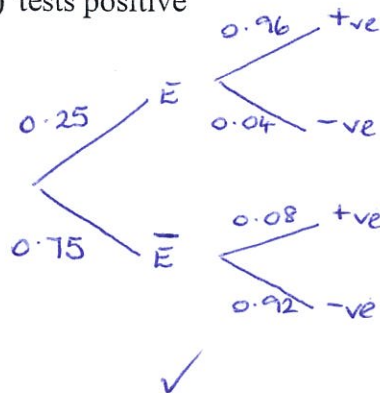 ) tests positive
0.96 +ve
E
0.25
0.04 -ve
0.08 +ve
0.75 E̅
0.92 -ve